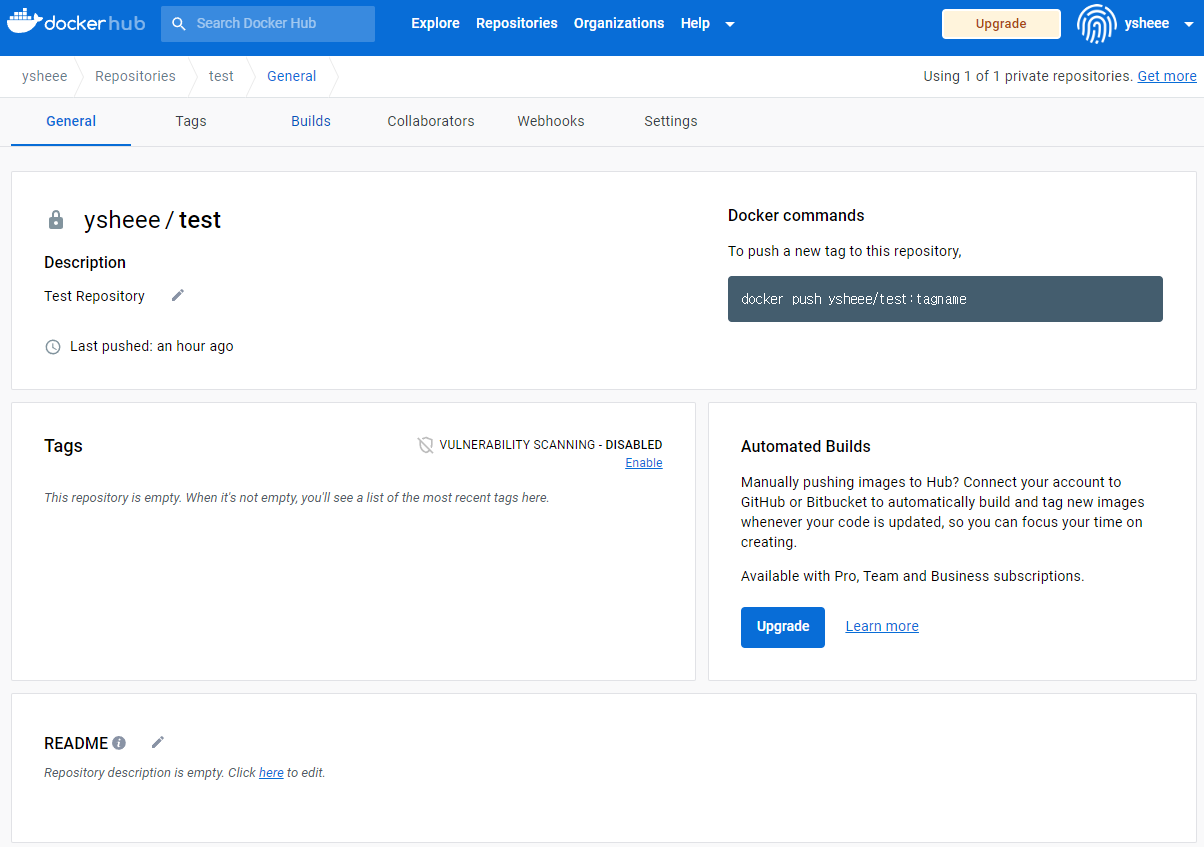 docker hub
Search Docker Hub
Explore
Repositories
Organizations
Help
Upgrade
ysheee
ysheee
Repositories
test
General
Using 1 of 1 private repositories. Get more
General
Tags
Builds
Collaborators
Webhooks
Settings
ysheee / test
Description
Test Repository
Last pushed: an hour ago
Docker commands
To push a new tag to this repository,
docker push ysheee/test:tagname
Tags
VULNERABILITY SCANNING - DISABLED
Enable
This repository is empty. When it's not empty, you'll see a list of the most recent tags here.
Automated Builds
Manually pushing images to Hub? Connect your account to
GitHub or Bitbucket to automatically build and tag new images
whenever your code is updated, so you can focus your time on
creating.
Available with Pro, Team and Business subscriptions.
Upgrade
Learn more
README
Repository description is empty. Click here to edit.